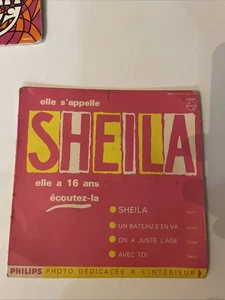 elle s'appelle
SHEILA
elle a 16 ans
écoutez-la
SHEILA
UN BATEAU S'EN VA
ON A JUSTE L'AGE
AVEC TOI
PHILIPS PHOTO DÉDICACÉE A L'INTÉRIEUR